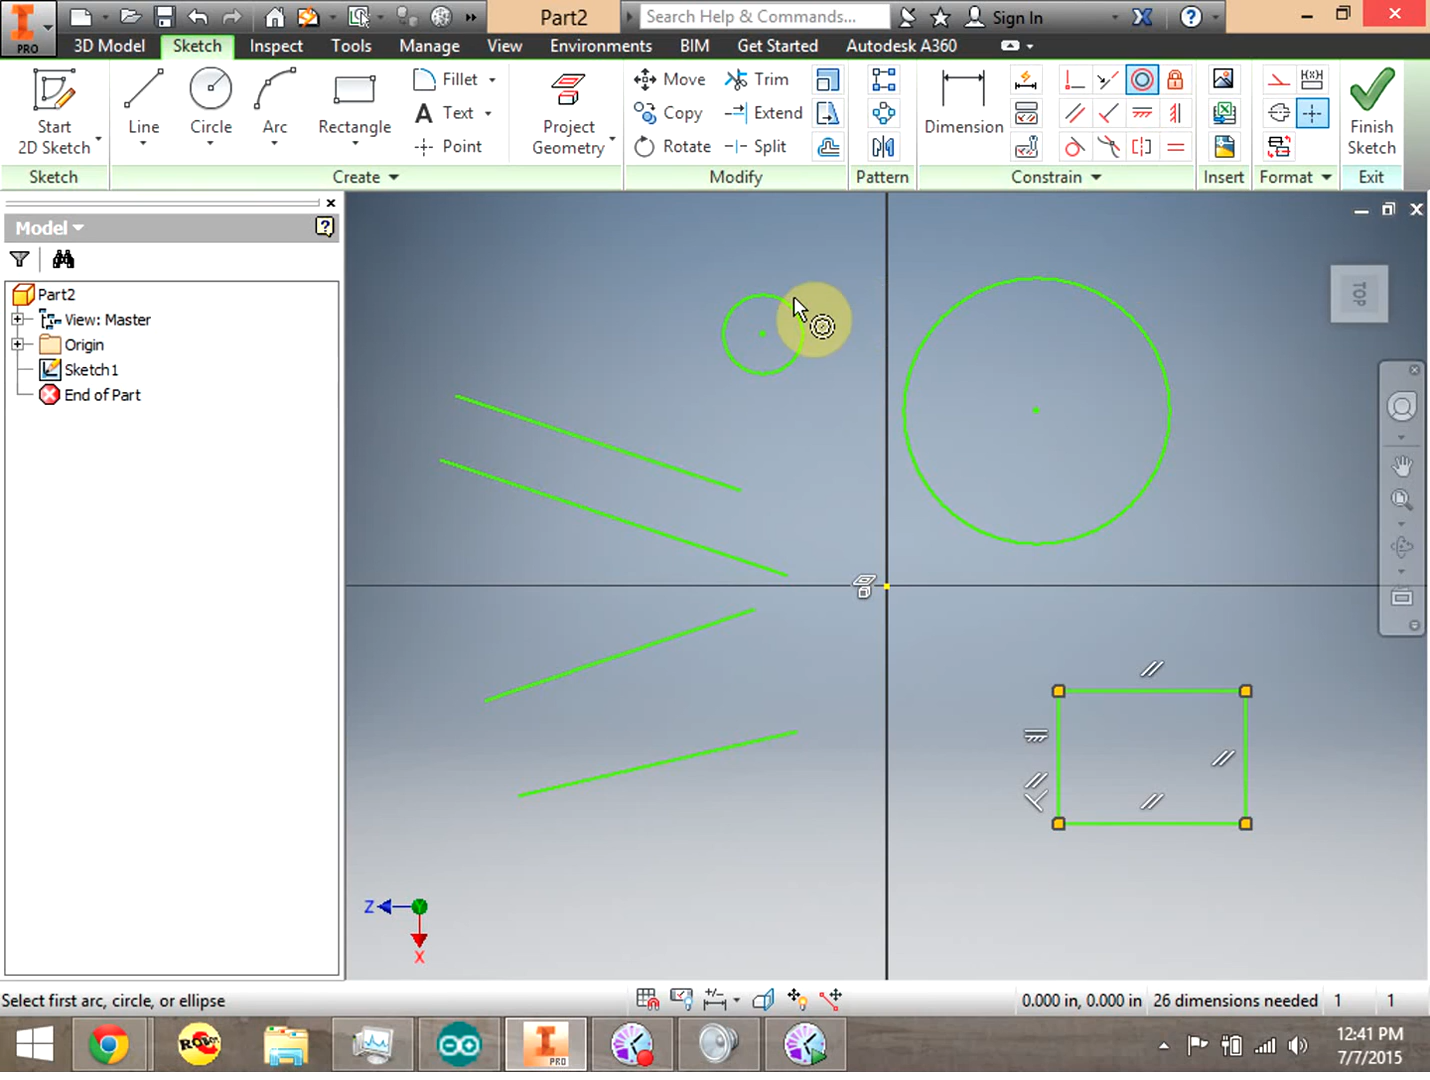 Part2
Search Help & Commands...
Sign In
PRO
3D Model
Sketch
Inspect
Tools
Manage
View
Environments
BIM
Get Started
Autodesk A360
Start
2D Sketch
Line
Circle
Arc
Rectangle
Fillet
Text
Point
Project
Geometry
Move
Copy
Rotate
Trim
Extend
Split
Dimension
Finish
Sketch
Sketch
Create
Modify
Pattern
Constrain
Insert
Format
Exit
Model
Part2
View: Master
Origin
Sketch1
End of Part
TOP
Z
X
Select first arc, circle, or ellipse
0.000 in, 0.000 in
26 dimensions needed
1
1
PRO
12:41 PM
7/7/2015